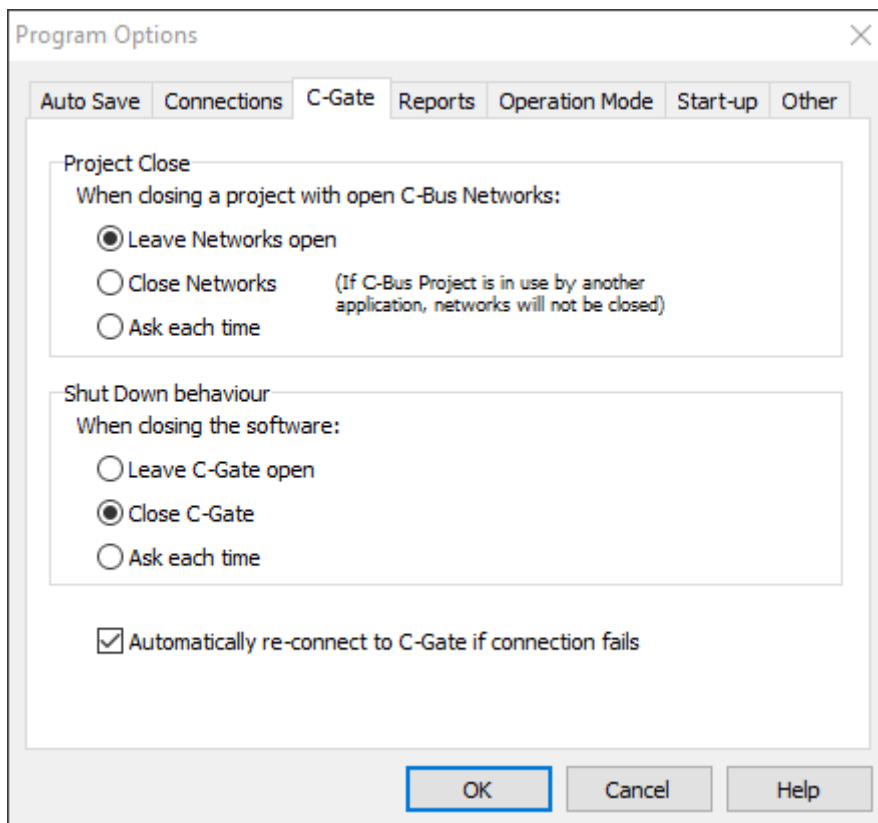 Program Options
Auto Save Connections C-Gate Reports Operation Mode Start-up Other
Project Close
When closing a project with open C-Bus Networks:
Leave Networks open
Close Networks (If C-Bus Project is in use by another
application, networks will not be closed)
Ask each time
Shut Down behaviour
When closing the software:
Leave C-Gate open
Close C-Gate
Ask each time
Automatically re-connect to C-Gate if connection fails
OK Cancel Help